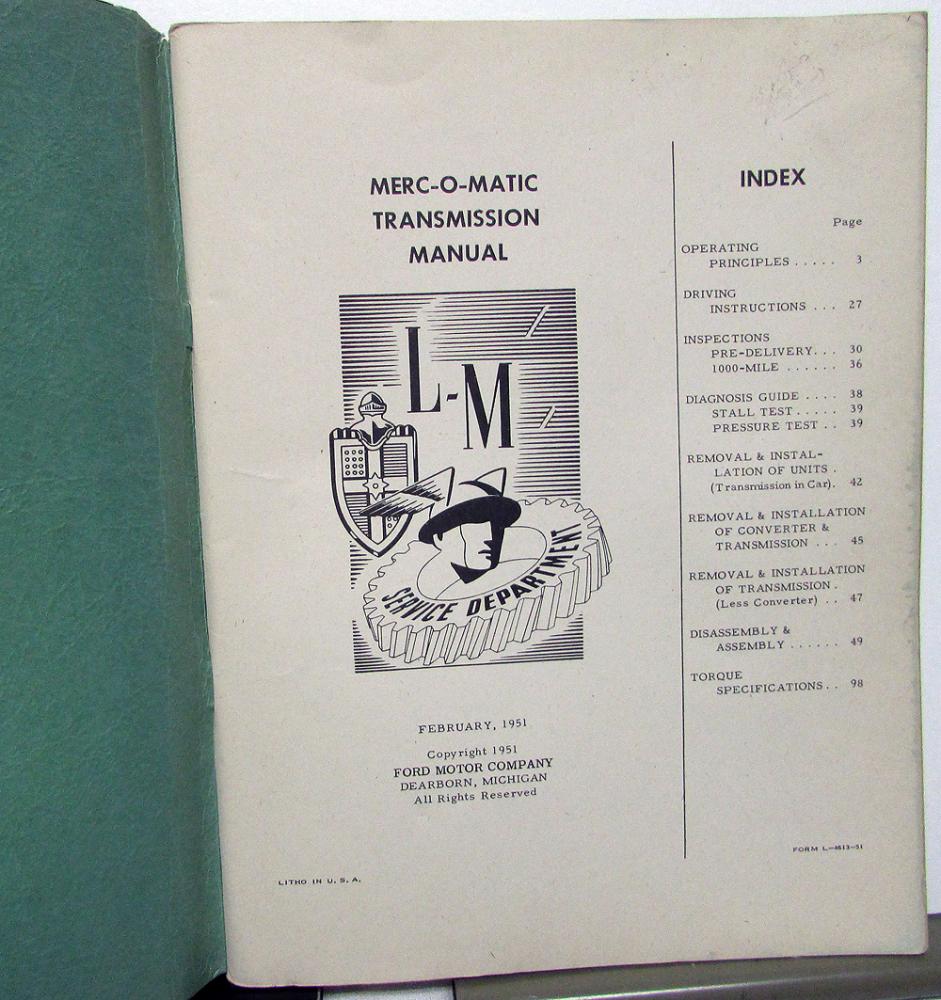 MERC-O-MATIC
TRANSMISSION
MANUAL
L-M
SERVICE DEPARTMENT
FEBRUARY, 1951
Copyright 1951
FORD MOTOR COMPANY
DEARBORN, MICHIGAN
All Rights Reserved
LITHO IN U. S. A.
INDEX
Page
OPERATING
PRINCIPLES ..... 3
DRIVING
INSTRUCTIONS ... 27
INSPECTIONS
PRE-DELIVERY... 30
1000-MILE ...... 36
DIAGNOSIS GUIDE .... 38
STALL TEST..... 39
PRESSURE TEST .. 39
REMOVAL & INSTAL-
LATION OF UNITS .
(Transmission in Car). 42
REMOVAL & INSTALLATION
OF CONVERTER &
TRANSMISSION ... 45
REMOVAL & INSTALLATION
OF TRANSMISSION .
(Less Converter) .. 47
DISASSEMBLY &
ASSEMBLY ...... 49
TORQUE
SPECIFICATIONS.. 98
FORM L-4613-51